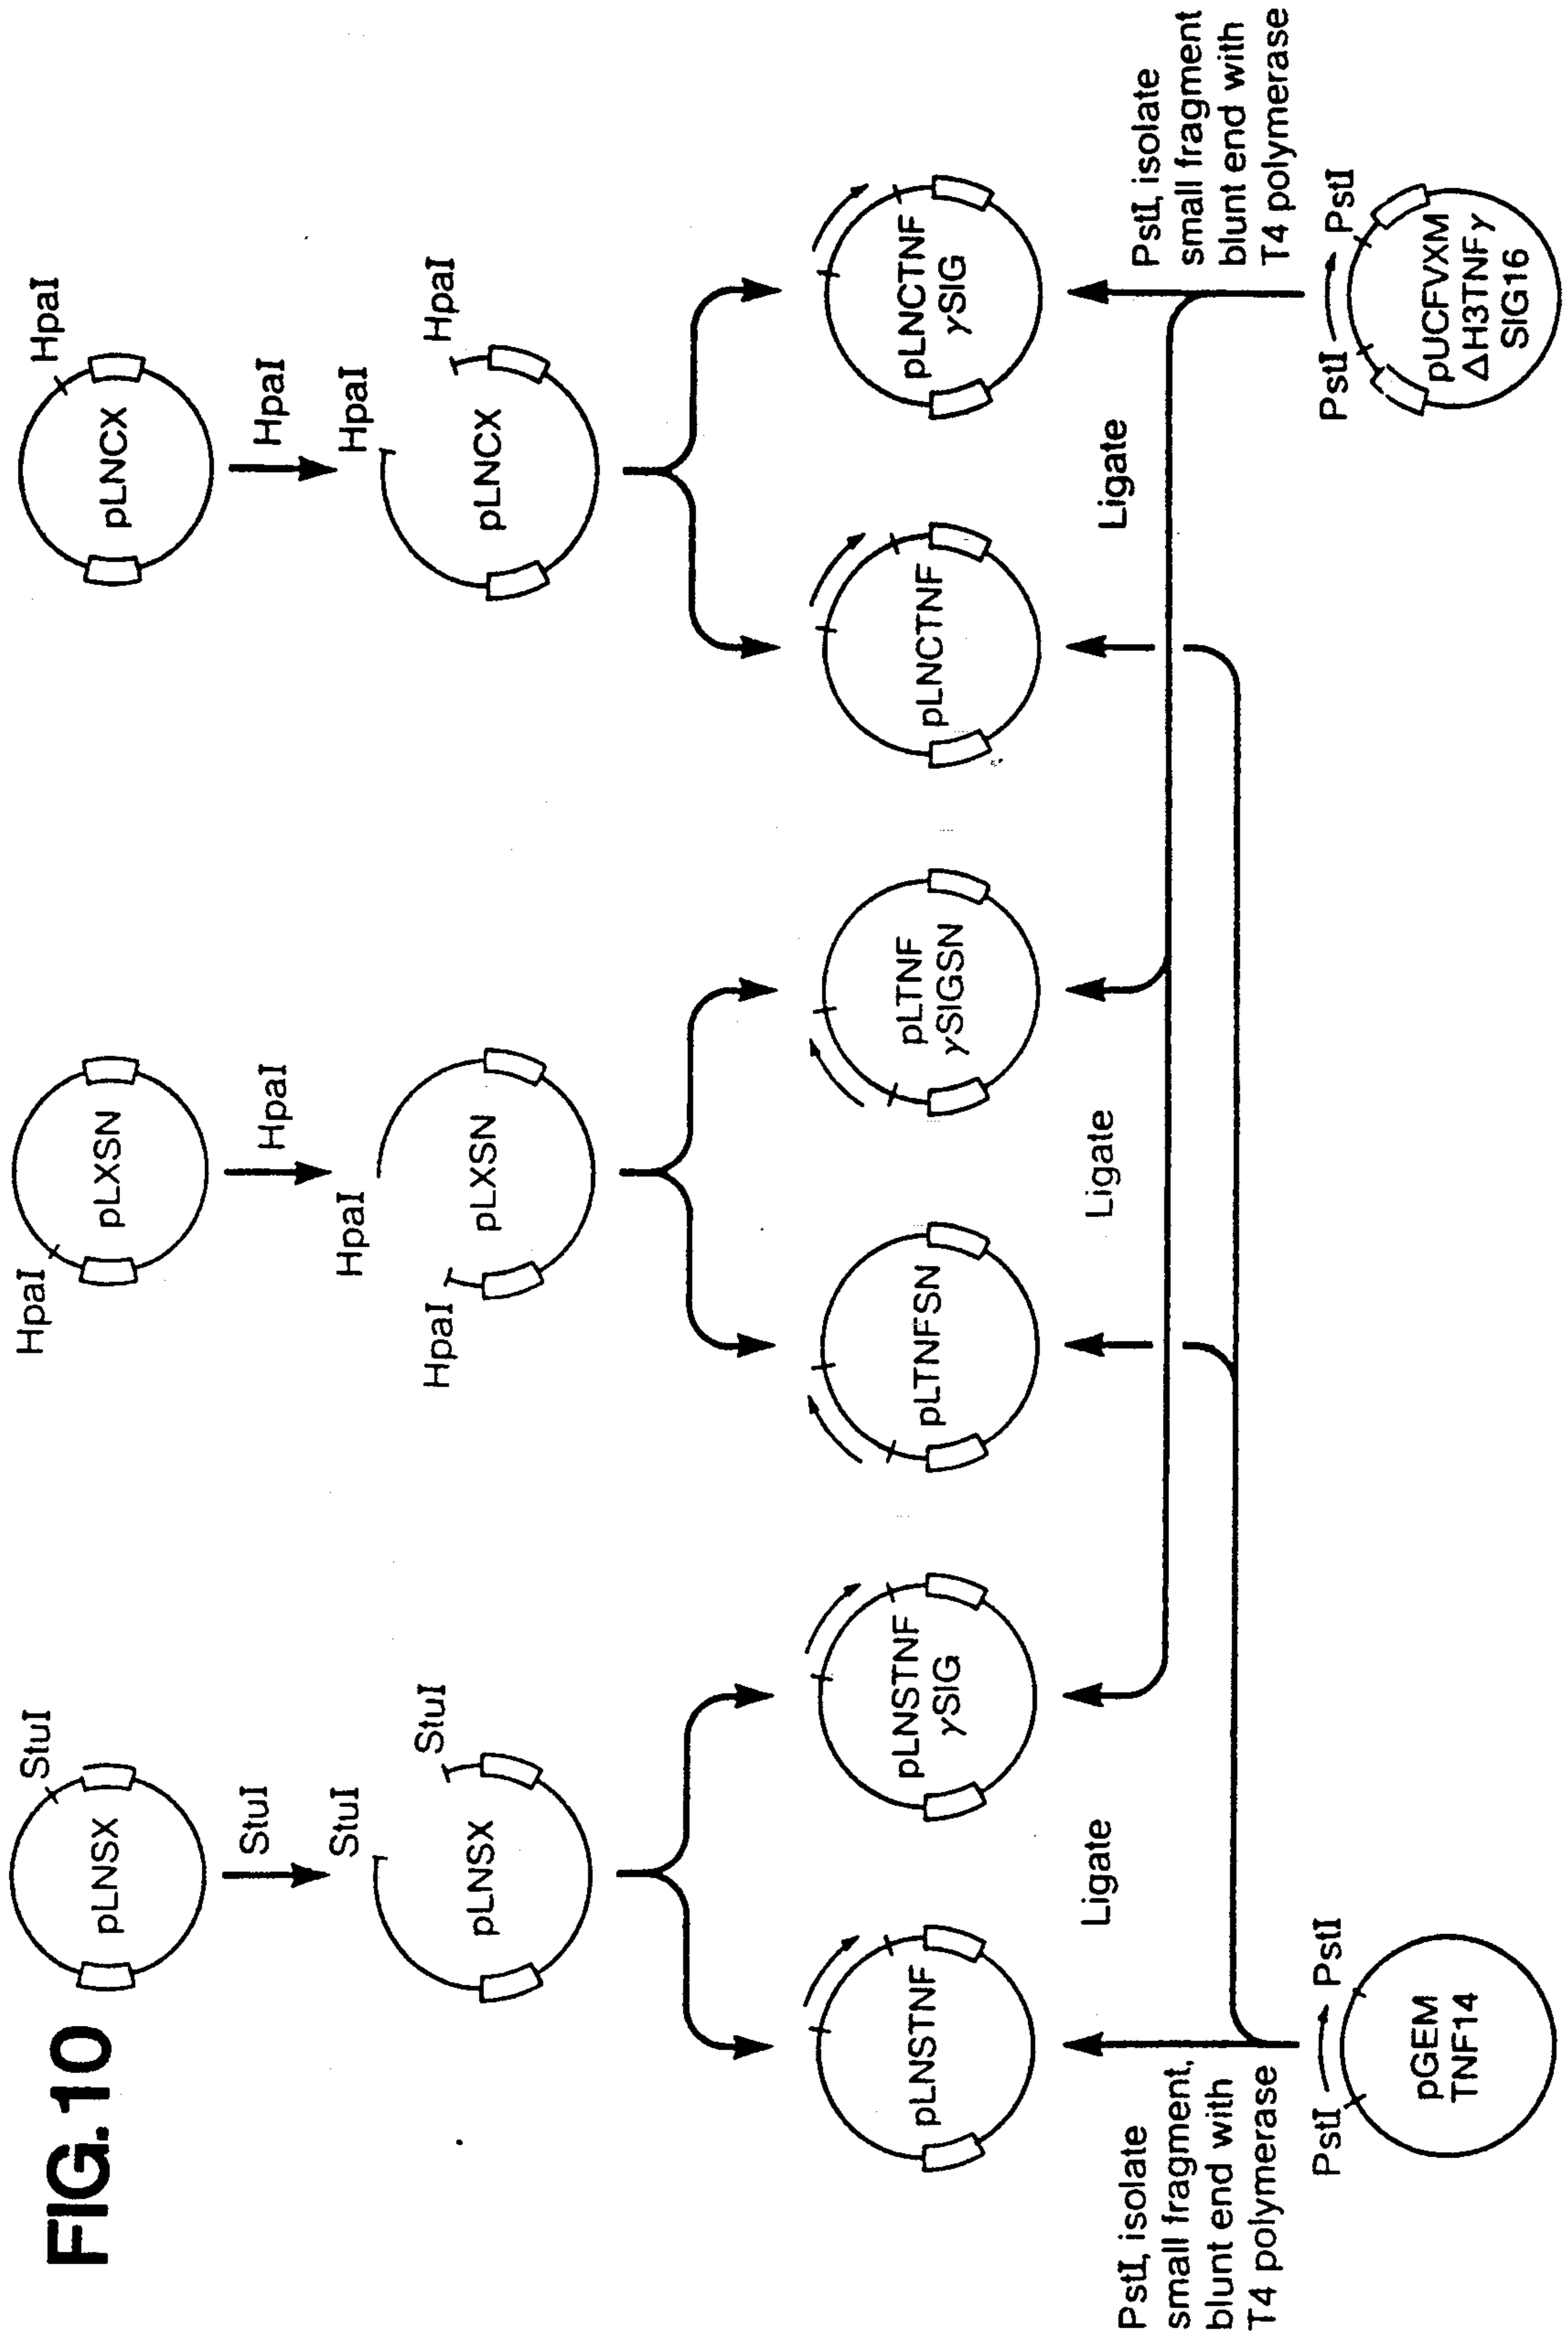 FIG.10
pLNSX
StuI
pLXSN
HpaI
pLNCX
HpaI
StuI
HpaI
HpaI
StuI
StuI
pLNSX
HpaI
HpaI
pLXSN
HpaI
HpaI
pLNCX
pLNSTNF
pLNSTNF
γSIG
pLTNFSN
pLTNF
γSIGSN
pLNCTNF
pLNCTNF
γSIG
Ligate
Ligate
Ligate
PstI, isolate
small fragment,
blunt end with
T4 polymerase
PstI, isolate
small fragment
blunt end with
T4 polymerase
PstI
PstI
pGEM
TNF14
PstI
PstI
pUCFVXM
ΔH3TNFγ
SIG16